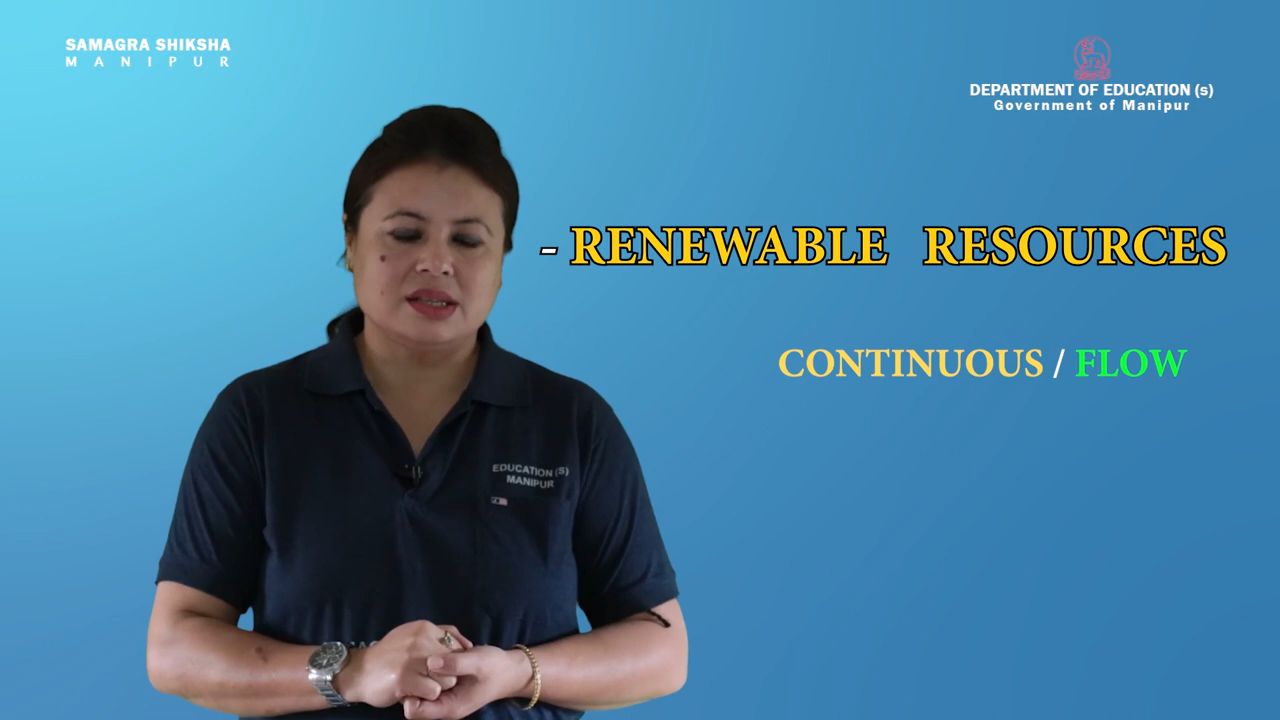 SAMAGRA SHIKSHA
MANIPUR
DEPARTMENT OF EDUCATION (s)
Government of Manipur
- RENEWABLE RESOURCES
CONTINUOUS / FLOW
EDUCATION (S)
MANIPUR